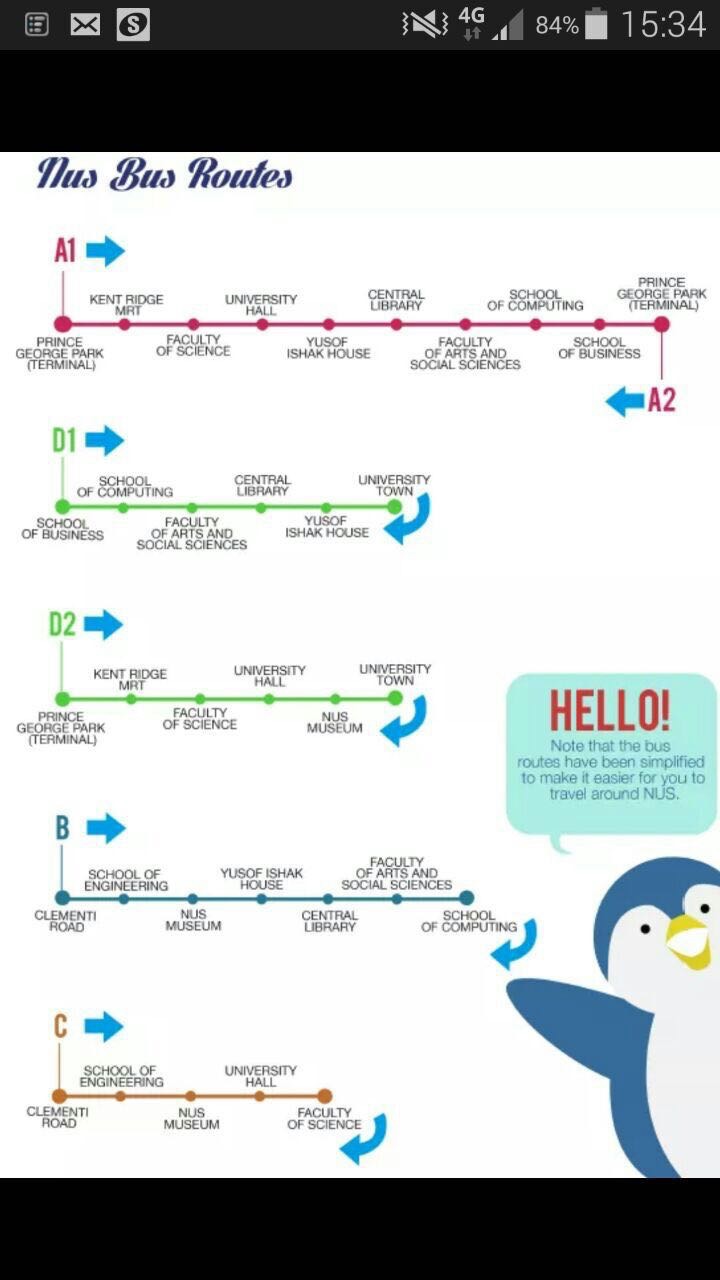 4G
84%
15:34
Nus Bus Routes
A1
KENT RIDGE
MRT
UNIVERSITY
HALL
CENTRAL
LIBRARY
SCHOOL
OF COMPUTING
PRINCE
GEORGE PARK
(TERMINAL)
PRINCE
GEORGE PARK
(TERMINAL)
FACULTY
OF SCIENCE
YUSOF
ISHAK HOUSE
FACULTY
OF ARTS AND
SOCIAL SCIENCES
SCHOOL
OF BUSINESS
A2
D1
SCHOOL
OF COMPUTING
CENTRAL
LIBRARY
UNIVERSITY
TOWN
SCHOOL
OF BUSINESS
FACULTY
OF ARTS AND
SOCIAL SCIENCES
YUSOF
ISHAK HOUSE
D2
KENT RIDGE
MRT
UNIVERSITY
HALL
UNIVERSITY
TOWN
PRINCE
GEORGE PARK
(TERMINAL)
FACULTY
OF SCIENCE
NUS
MUSEUM
HELLO!
Note that the bus
routes have been simplified
to make it easier for you to
travel around NUS.
B
SCHOOL OF
ENGINEERING
YUSOF ISHAK
HOUSE
FACULTY
OF ARTS AND
SOCIAL SCIENCES
CLEMENTI
ROAD
NUS
MUSEUM
CENTRAL
LIBRARY
SCHOOL
OF COMPUTING
C
SCHOOL OF
ENGINEERING
UNIVERSITY
HALL
CLEMENTI
ROAD
NUS
MUSEUM
FACULTY
OF SCIENCE